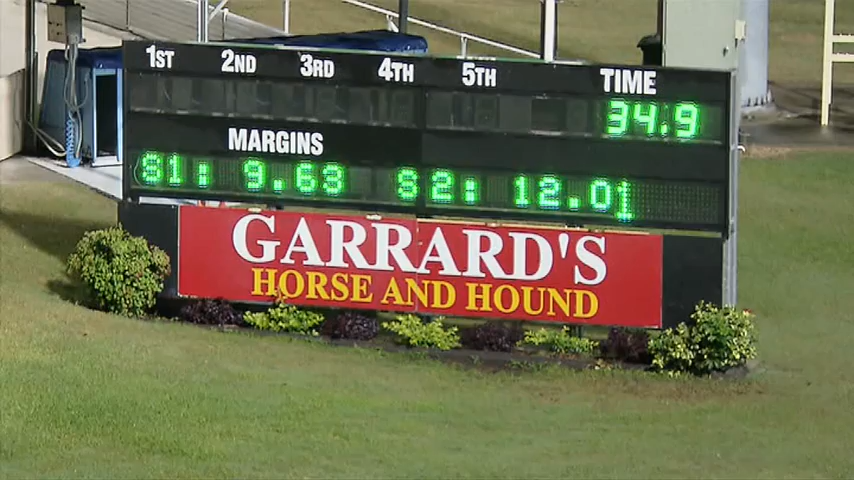 1ST 2ND 3RD 4TH 5TH TIME
34.9
MARGINS
S1: 9.63 S2: 12.01
GARRARD'S
HORSE AND HOUND